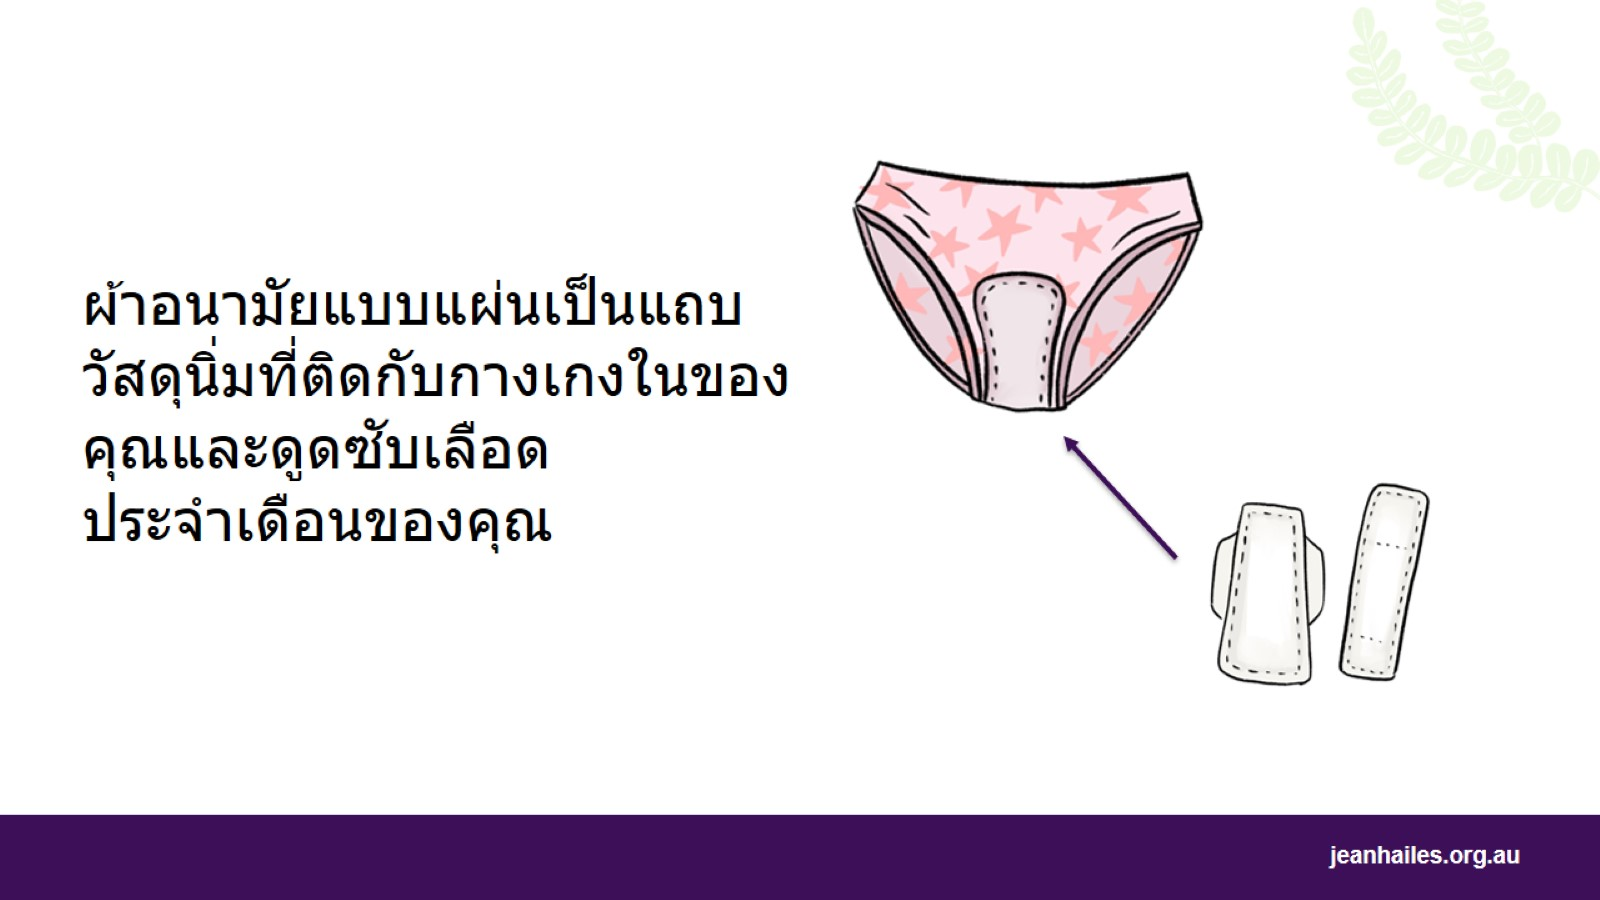 ผ้าอนามัยแบบแผ่นเป็นแถบ
วัสดุนิ่มที่ติดกับกางเกงในของ
คุณและดูดซับเลือด
ประจำเดือนของคุณ
jeanhailes.org.au